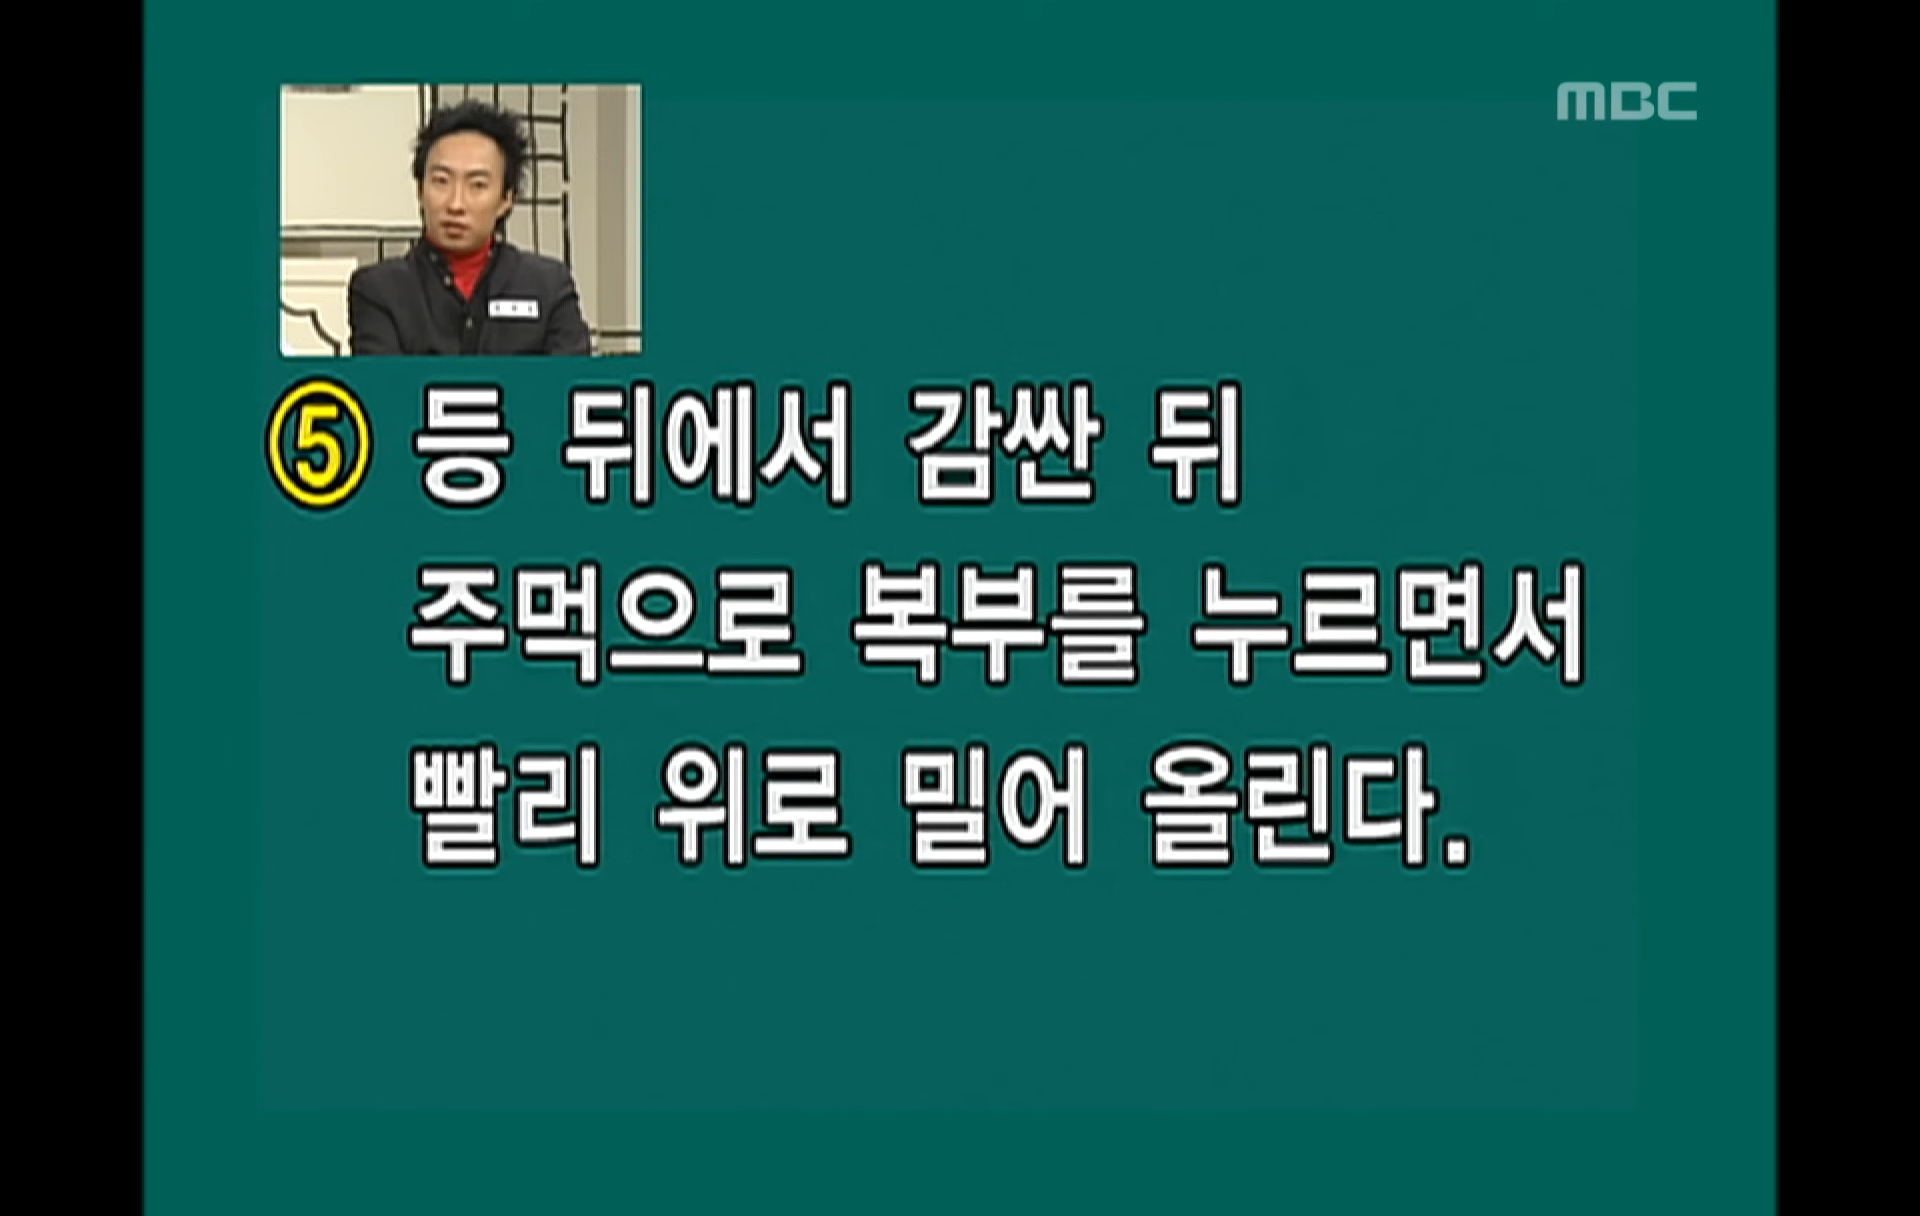 MBC
⑤ 등 뒤에서 감싼 뒤
주먹으로 복부를 누르면서
빨리 위로 밀어 올린다.